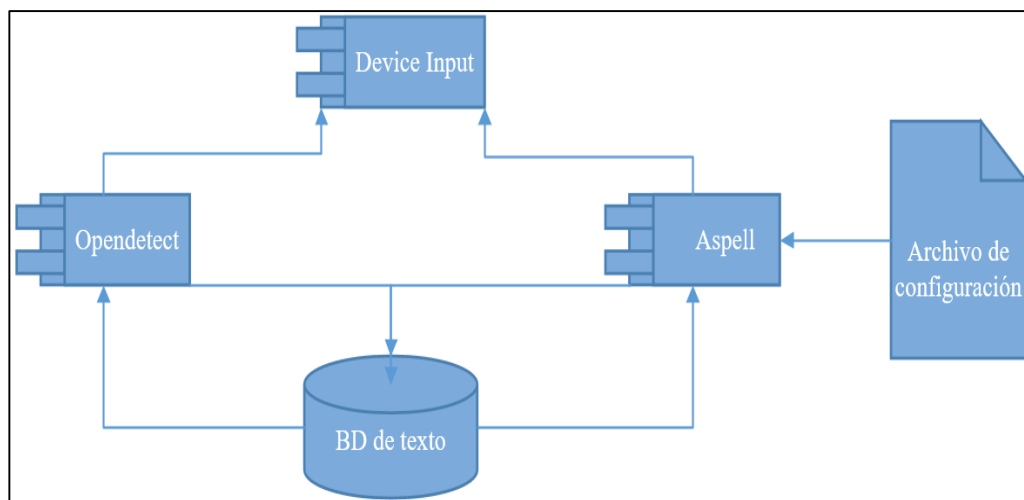 Device Input
Opendetect
Aspell
Archivo de
configuración
BD de texto